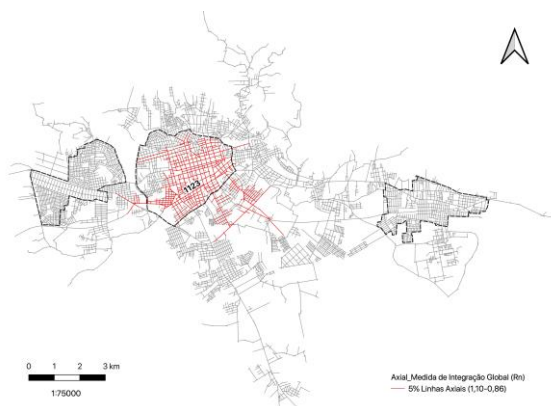 1123
0 1 2 3 km
1:75000
Axial_Medida de Integração Global (Rn)
5% Linhas Axiais (1,10-0,86)